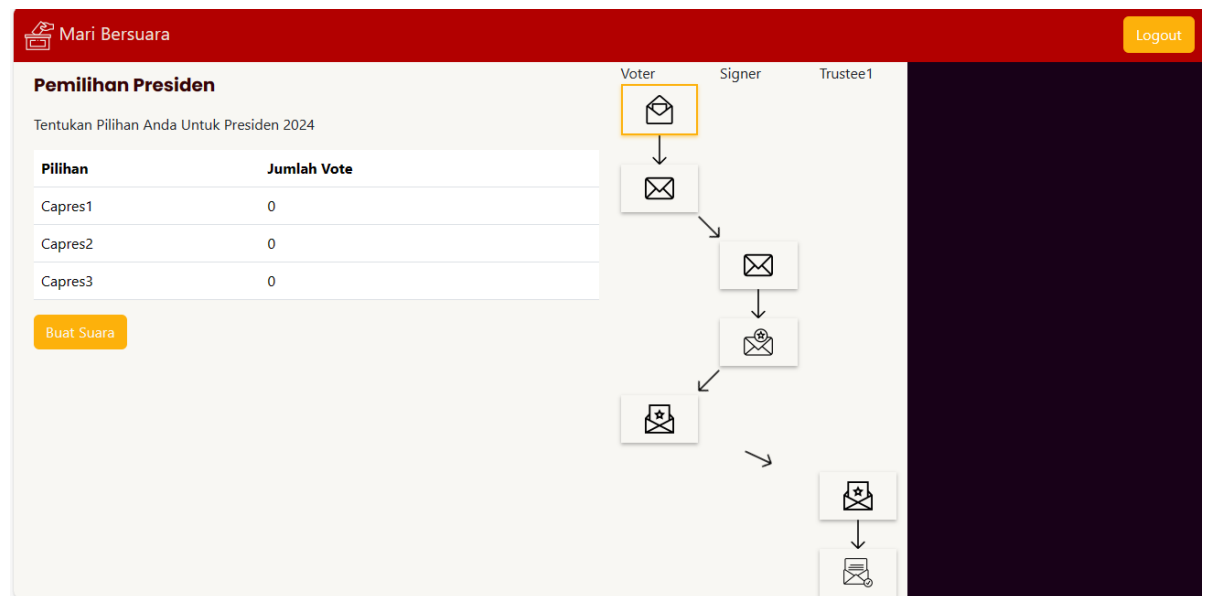 Mari Bersuara
Logout
Pemilihan Presiden
Tentukan Pilihan Anda Untuk Presiden 2024
Pilihan Jumlah Vote
Capres1 0
Capres2 0
Capres3 0
Buat Suara
Voter Signer Trustee1